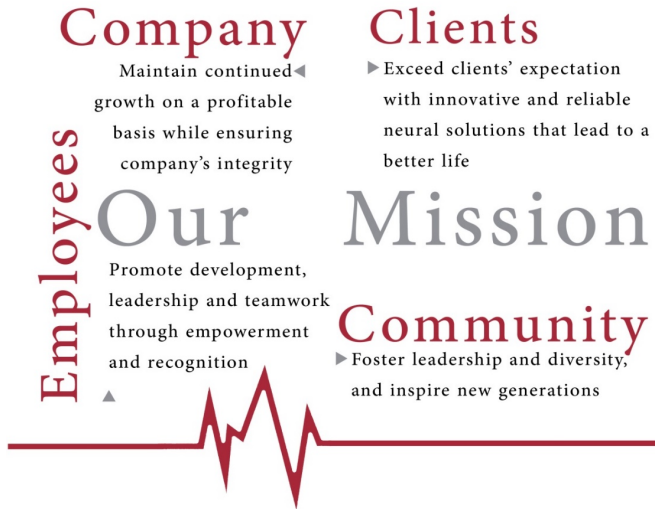 Company
Maintain continued
growth on a profitable
basis while ensuring
company's integrity
Clients
Exceed clients' expectation
with innovative and reliable
neural solutions that lead to a
better life
Our Mission
Employees
Promote development,
leadership and teamwork
through empowerment
and recognition
Community
Foster leadership and diversity,
and inspire new generations